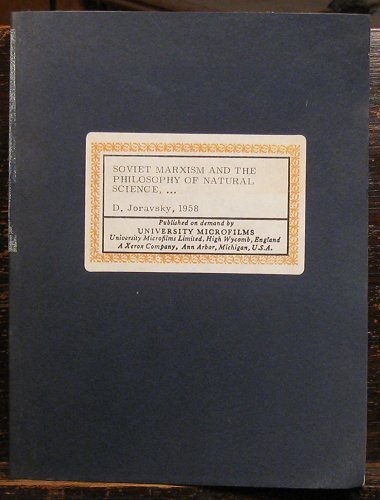 SOVIET MARXISM AND THE
PHILOSOPHY OF NATURAL
SCIENCE, ...
D. Joravsky, 1958
Published on demand by
UNIVERSITY MICROFILMS
University Microfilms Limited, High Wycomb, England
A Xerox Company, Ann Arbor, Michigan, U.S.A.